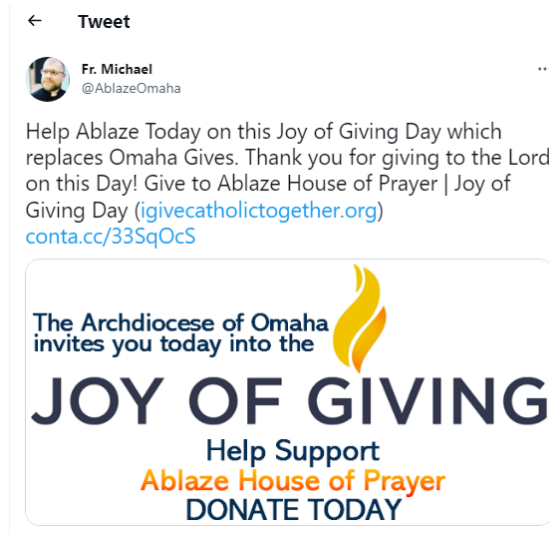 ← Tweet
Fr. Michael
@AblazeOmaha
...
Help Ablaze Today on this Joy of Giving Day which
replaces Omaha Gives. Thank you for giving to the Lord
on this Day! Give to Ablaze House of Prayer | Joy of
Giving Day (igivecatholictogether.org)
conta.cc/33SqOcS
The Archdiocese of Omaha
invites you today into the
JOY OF GIVING
Help Support
Ablaze House of Prayer
DONATE TODAY